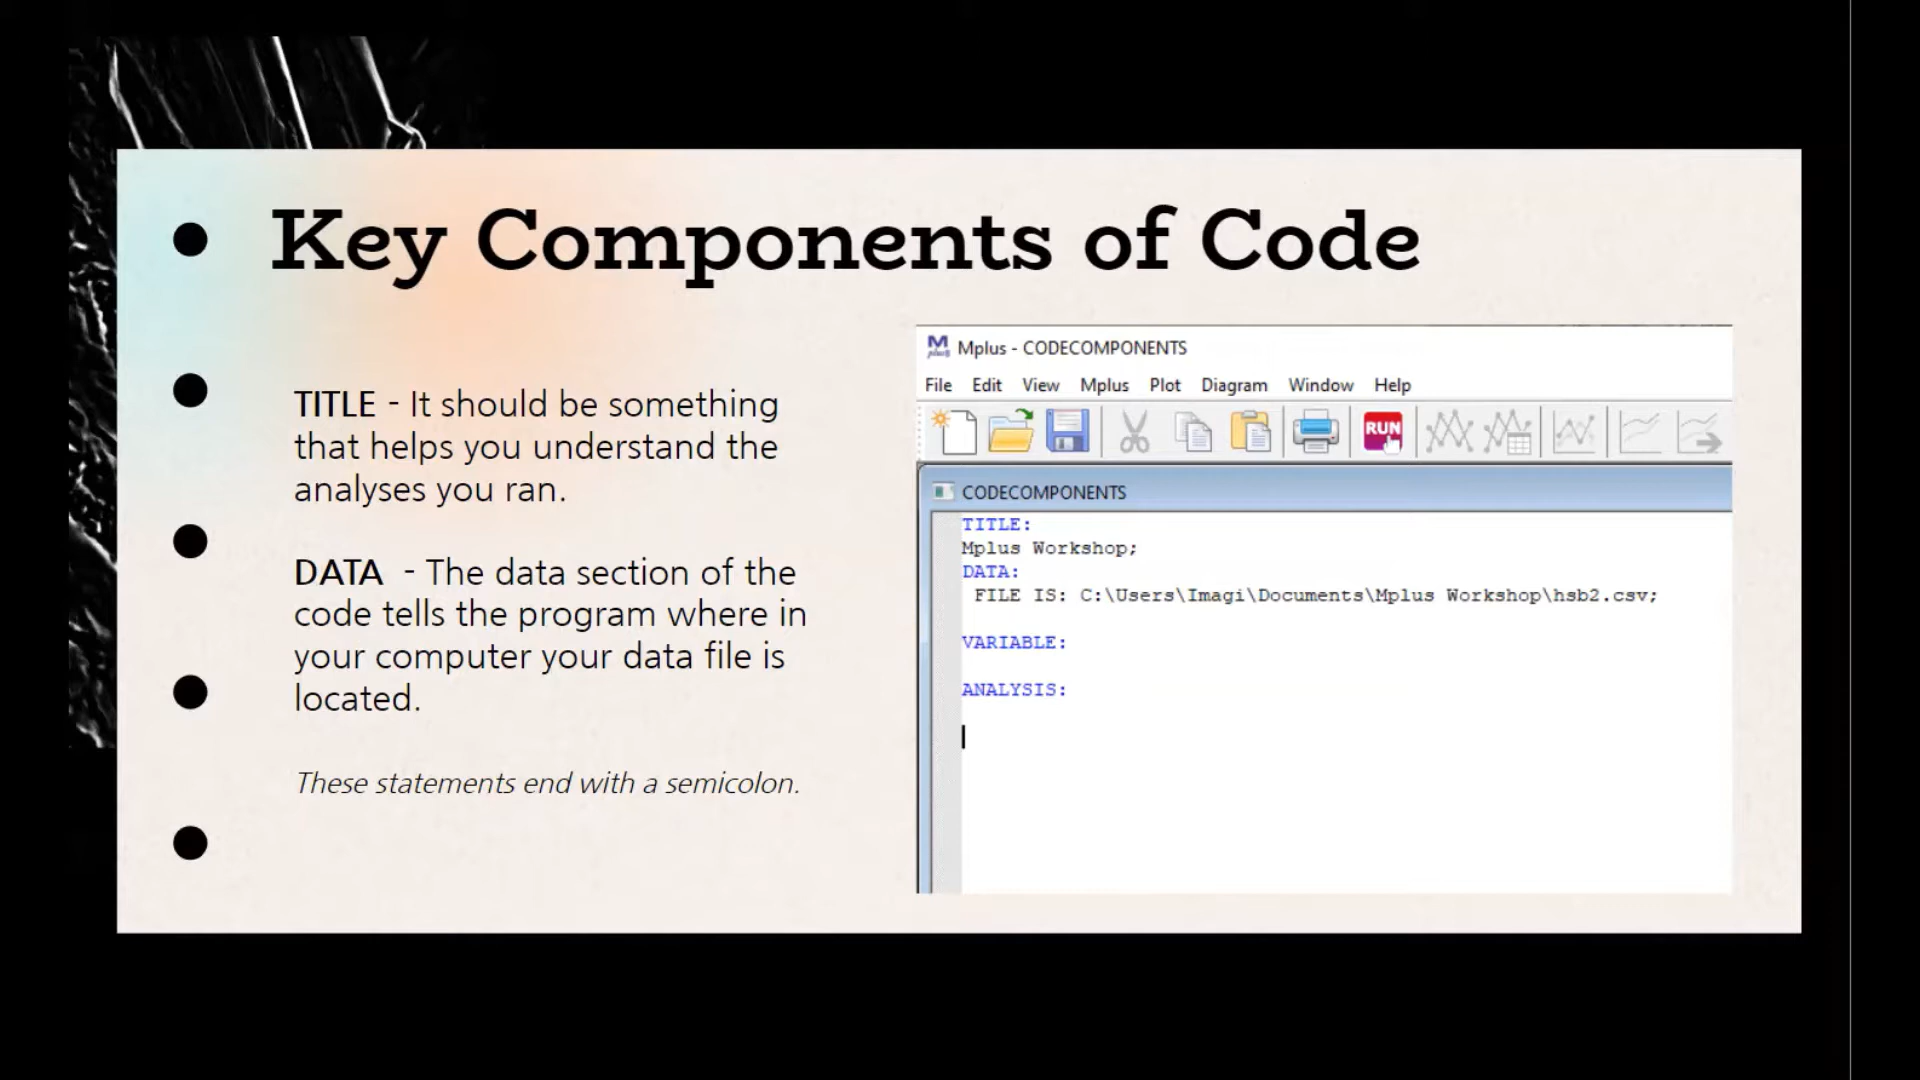 Key Components of Code
TITLE - It should be something
that helps you understand the
analyses you ran.
DATA - The data section of the
code tells the program where in
your computer your data file is
located.
These statements end with a semicolon.
M
plus
Mplus - CODECOMPONENTS
File Edit View Mplus Plot Diagram Window Help
RUN
CODECOMPONENTS
TITLE:
Mplus Workshop;
DATA:
FILE IS: C:\Users\Imagi\Documents\Mplus Workshop\hsb2.csv;
VARIABLE:
ANALYSIS: